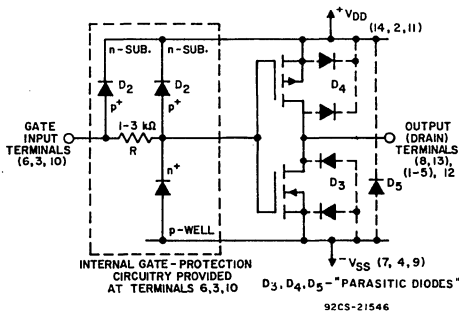 +VDD
(14, 2, 11)
n-SUB. n-SUB.
D2 D2
p+ p+
D4
GATE
INPUT
TERMINALS
(6,3,10)
1-3 kΩ
R
n+
p-WELL
OUTPUT
(DRAIN)
TERMINALS
(8,13),
(1-5), 12
D3
D5
-VSS (7, 4, 9)
INTERNAL GATE-PROTECTION
CIRCUITRY PROVIDED
AT TERMINALS 6,3,10
D3, D4, D5-"PARASITIC DIODES"
92CS-21546